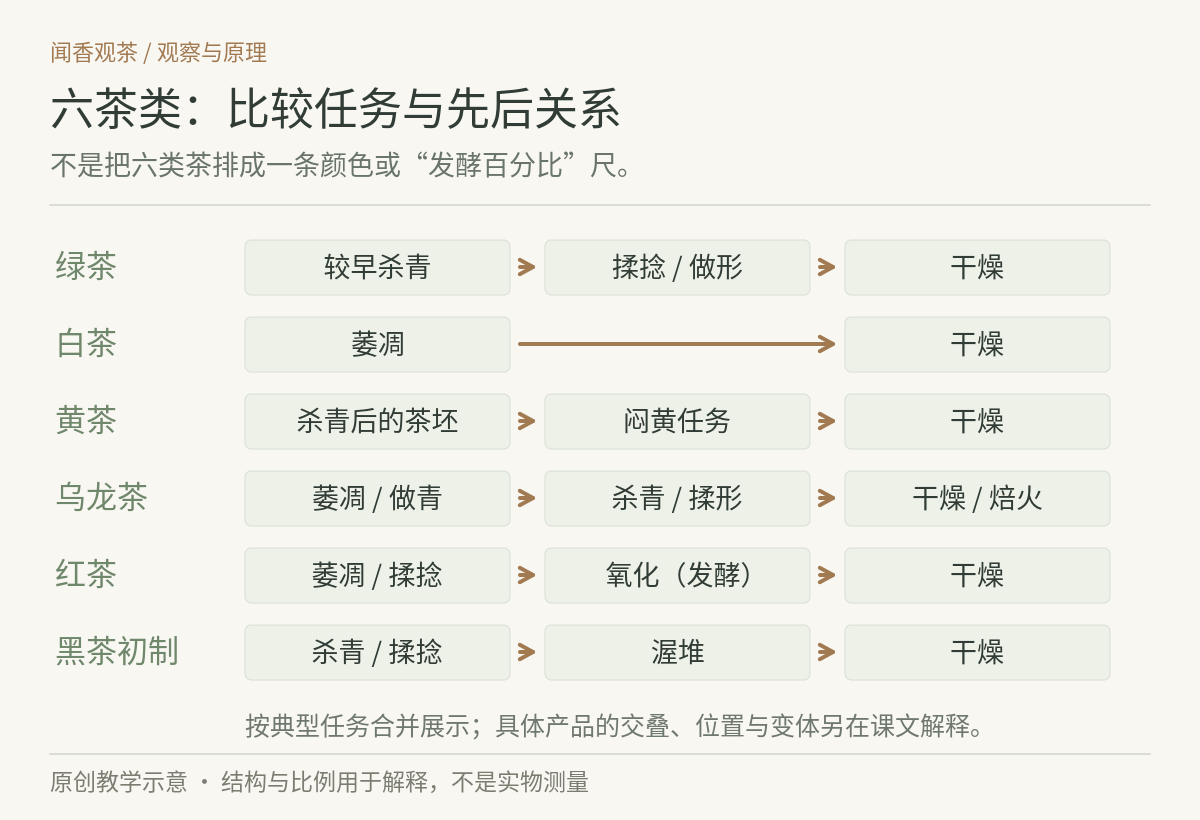 闻香观茶 / 观察与原理
六茶类：比较任务与先后关系
不是把六类茶排成一条颜色或“发酵百分比”尺。
绿茶 较早杀青 揉捻 / 做形 干燥
白茶 萎凋 干燥
黄茶 杀青后的茶坯 闷黄任务 干燥
乌龙茶 萎凋 / 做青 杀青 / 揉形 干燥 / 焙火
红茶 萎凋 / 揉捻 氧化（发酵） 干燥
黑茶初制 杀青 / 揉捻 渥堆 干燥
按典型任务合并展示；具体产品的交叠、位置与变体另在课文解释。
原创教学示意 · 结构与比例用于解释，不是实物测量